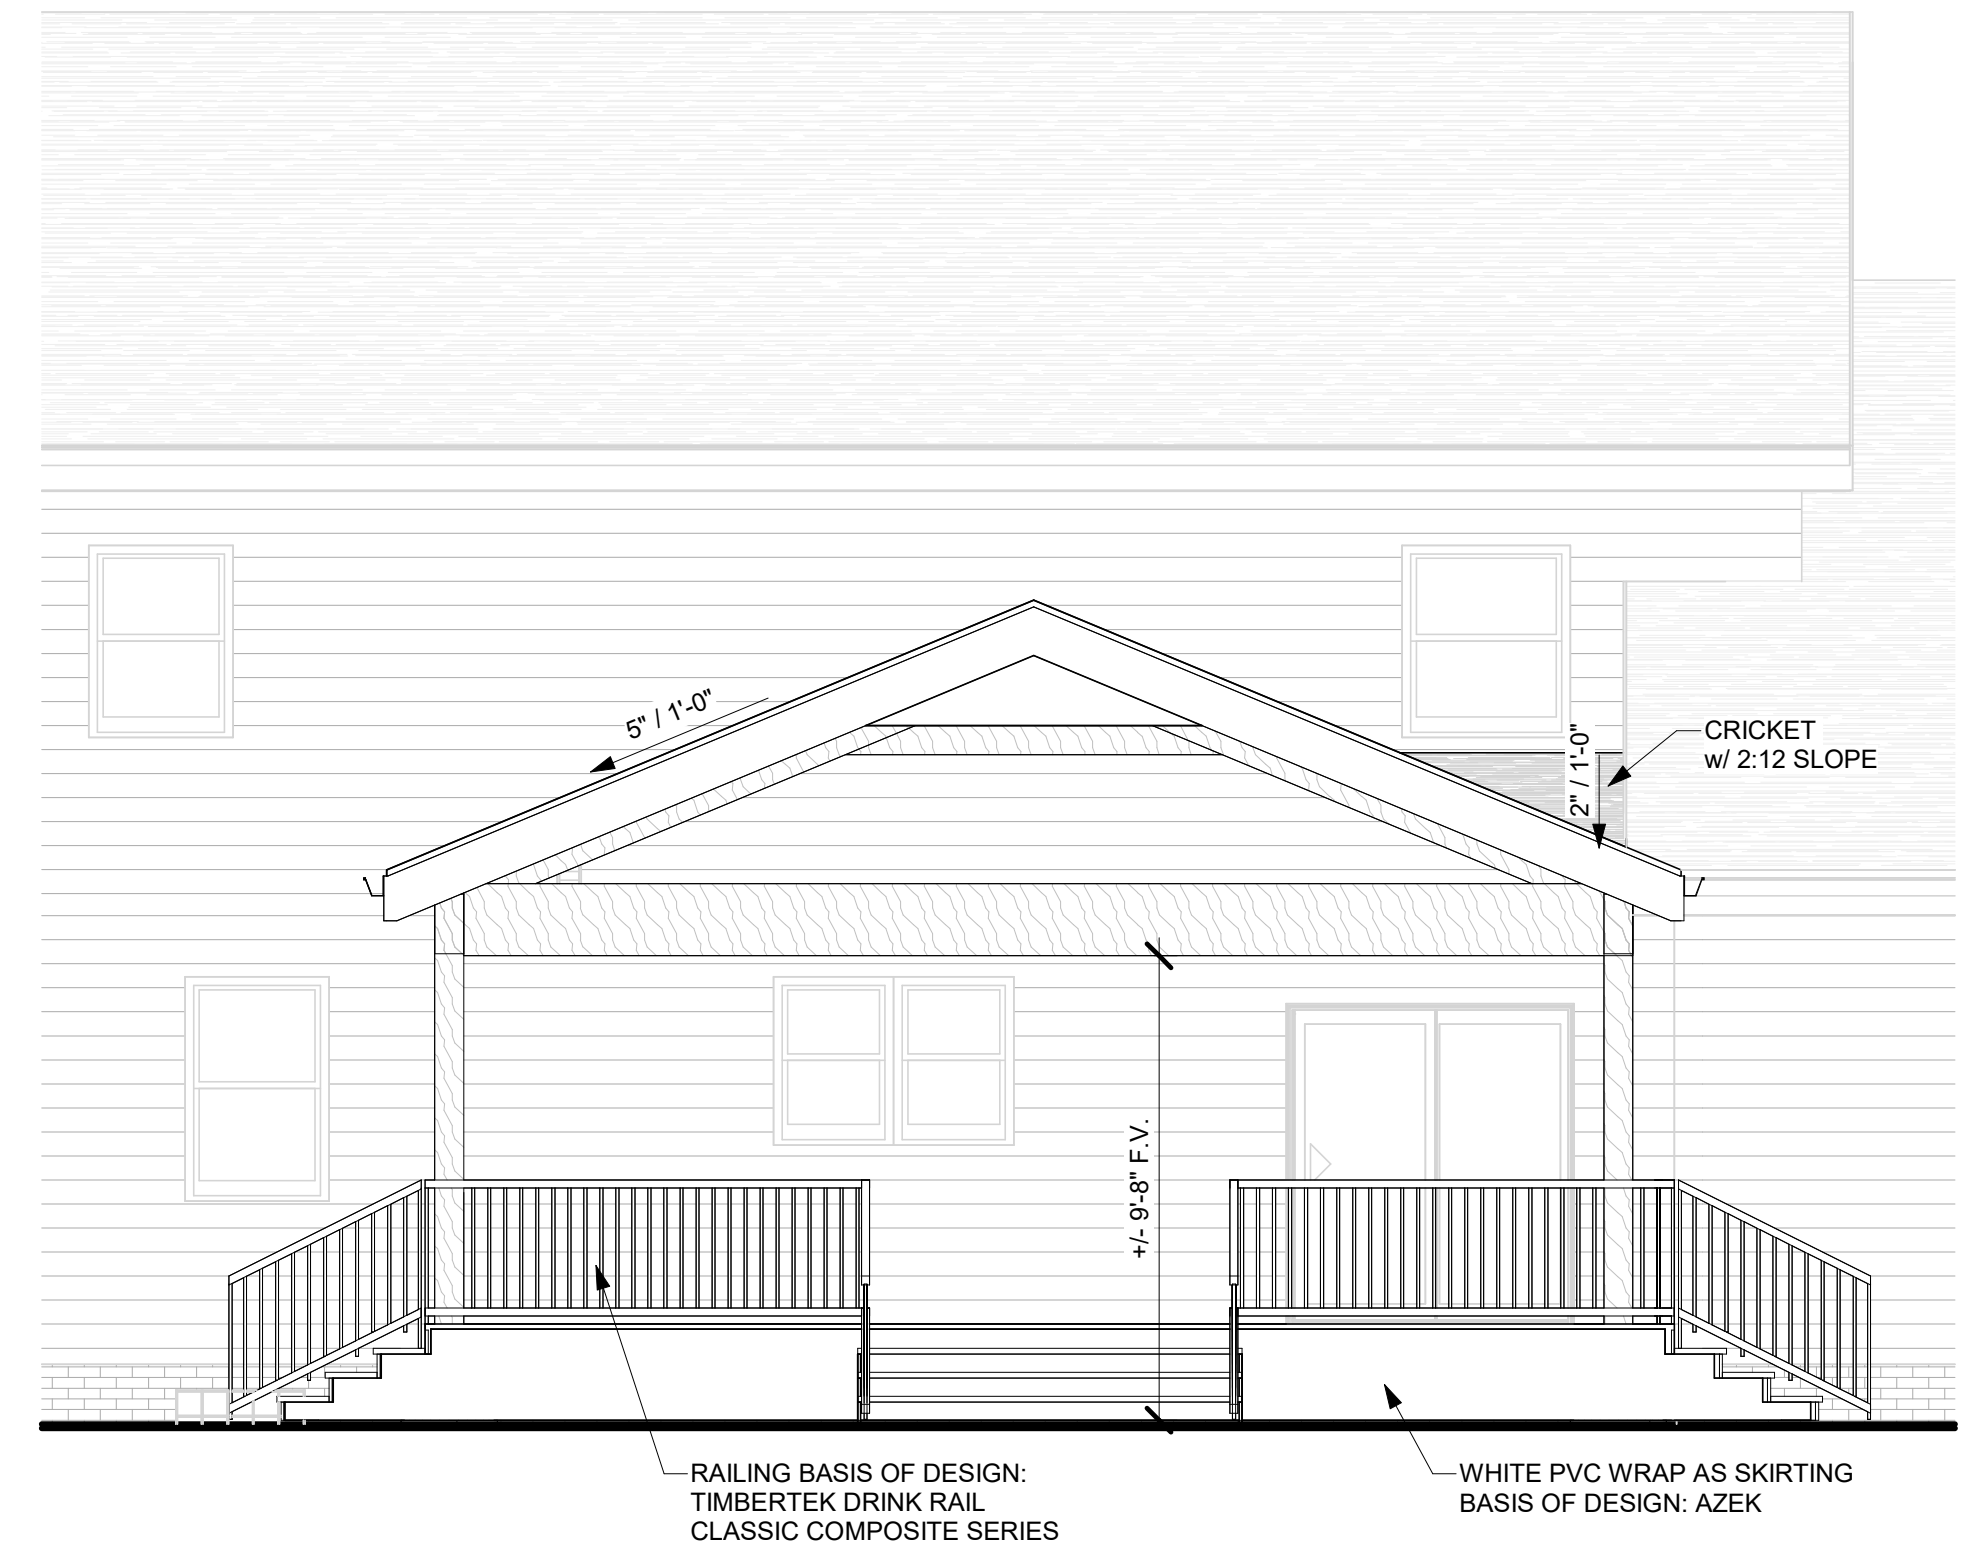 5" / 1'-0"
2" / 1'-0"
CRICKET
w/ 2:12 SLOPE
+/- 9'-8" F.V.
RAILING BASIS OF DESIGN:
TIMBERTEK DRINK RAIL
CLASSIC COMPOSITE SERIES
WHITE PVC WRAP AS SKIRTING
BASIS OF DESIGN: AZEK